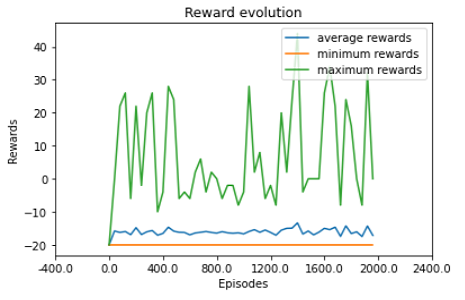 Reward evolution
average rewards
minimum rewards
maximum rewards
Rewards
40
30
20
10
0
−10
−20
-400.0 0.0 400.0 800.0 1200.0 1600.0 2000.0 2400.0
Episodes